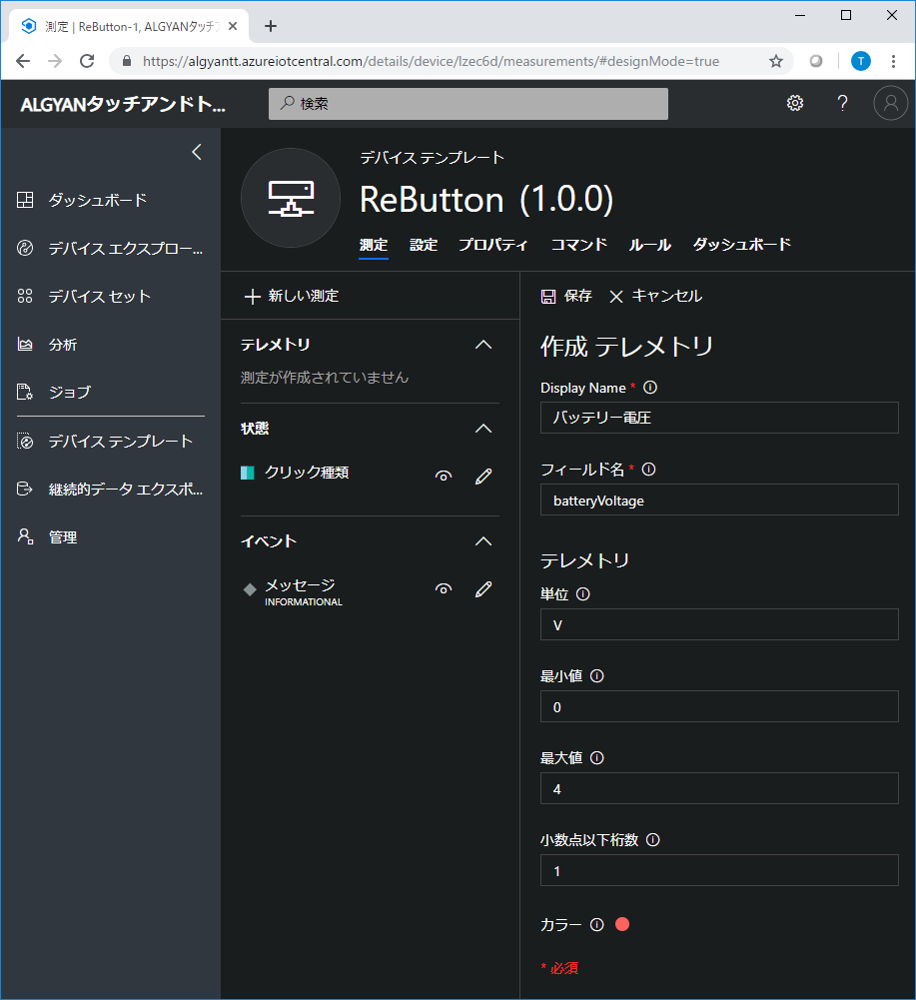 測定 | ReButton-1, ALGYANタッチア
https://algyantt.azureiotcentral.com/details/device/lzec6d/measurements/#designMode=true
T
ALGYANタッチアンドト...
検索
?
ダッシュボード
デバイス エクスプロー...
デバイス セット
分析
ジョブ
デバイス テンプレート
継続的データ エクスポ...
管理
デバイス テンプレート
ReButton (1.0.0)
測定 設定 プロパティ コマンド ルール ダッシュボード
新しい測定
テレメトリ
測定が作成されていません
状態
クリック種類
イベント
メッセージ
INFORMATIONAL
保存 キャンセル
作成 テレメトリ
Display Name *
バッテリー電圧
フィールド名 *
batteryVoltage
テレメトリ
単位
V
最小値
0
最大値
4
小数点以下桁数
1
カラー
* 必須